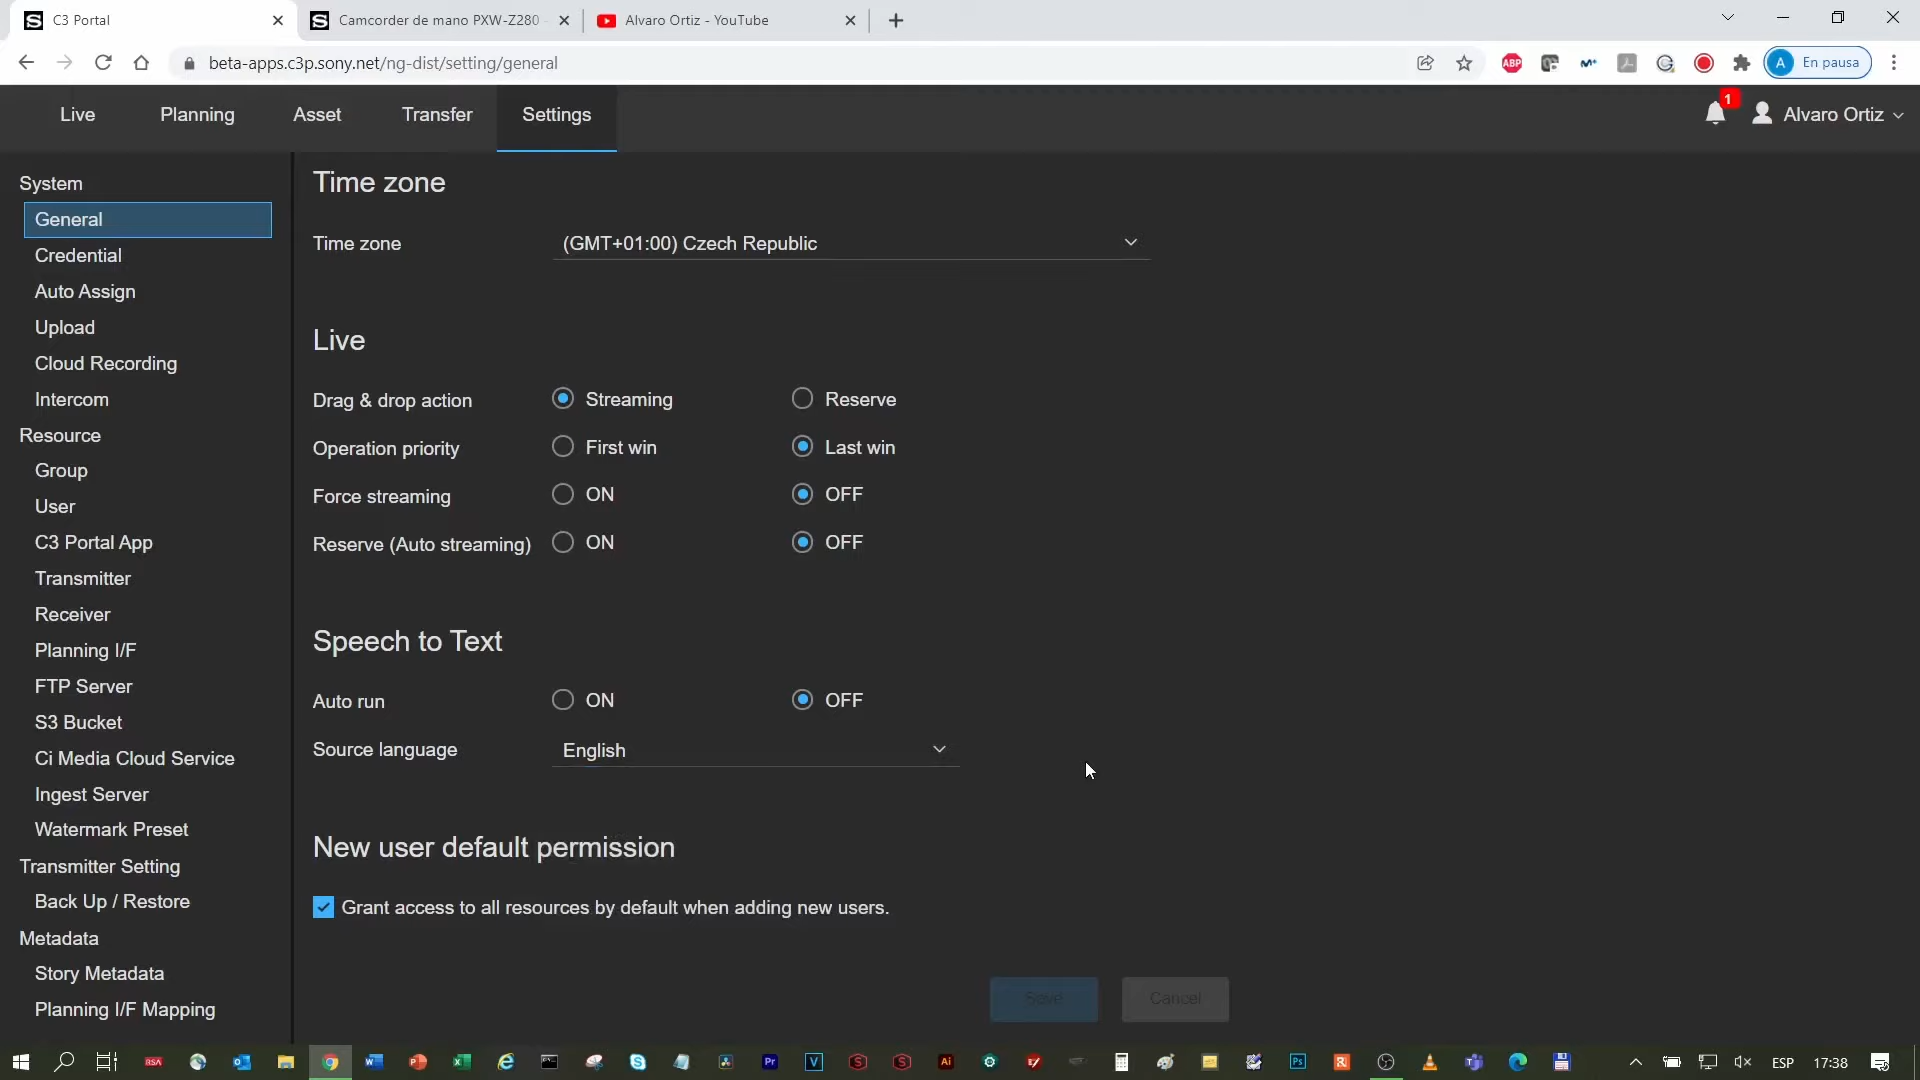 C3 Portal
Camcorder de mano PXW-Z280
Alvaro Ortiz - YouTube
beta-apps.c3p.sony.net/ng-dist/setting/general
ABP
A En pausa
Live
Planning
Asset
Transfer
Settings
1
Alvaro Ortiz
System
General
Credential
Auto Assign
Upload
Cloud Recording
Intercom
Resource
Group
User
C3 Portal App
Transmitter
Receiver
Planning I/F
FTP Server
S3 Bucket
Ci Media Cloud Service
Ingest Server
Watermark Preset
Transmitter Setting
Back Up / Restore
Metadata
Story Metadata
Planning I/F Mapping
Time zone
Time zone (GMT+01:00) Czech Republic
Live
Drag & drop action Streaming Reserve
Operation priority First win Last win
Force streaming ON OFF
Reserve (Auto streaming) ON OFF
Speech to Text
Auto run ON OFF
Source language English
New user default permission
Grant access to all resources by default when adding new users.
Save Cancel
RSA
Pr
V
Ai
Ps
ESP
17:38